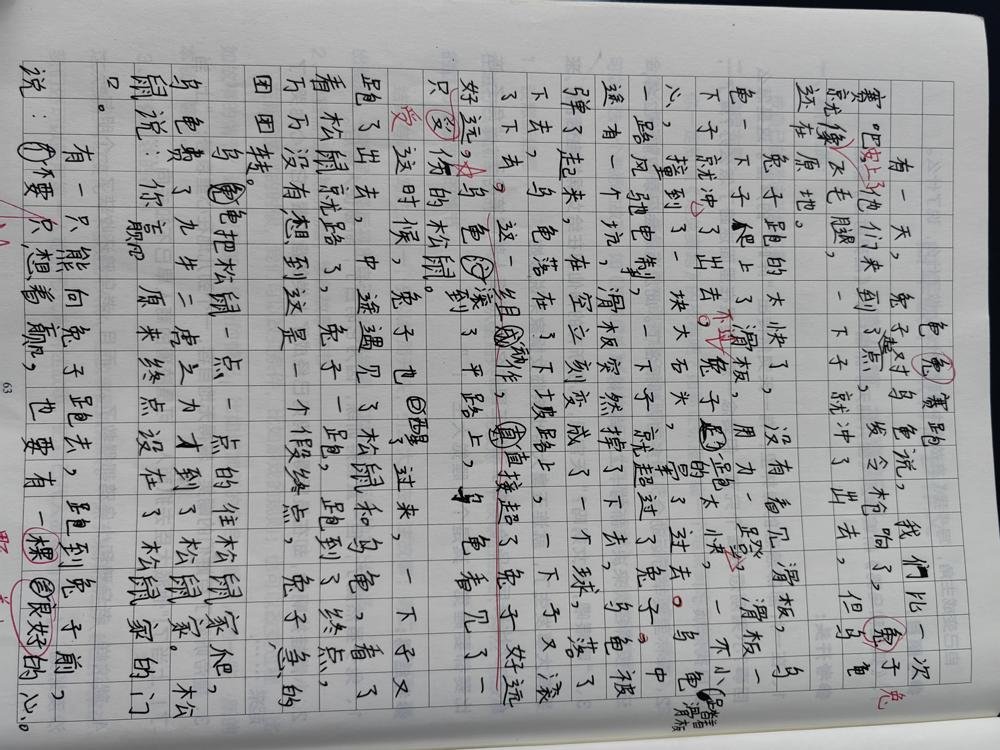 龟兔赛跑
有一天，兔子对乌龟说，我们比一次
赛吧，他们来到了起点，发令枪响了，兔子 兔
就像飞毛腿，一下子就冲了出去，但乌龟
还在原地。
兔子跑的太快了，没有看见滑板，乌
龟一下子爬上了滑板，用力一蹬，滑板一
下子就冲了出去。不过兔子一跑的太快，一不小
心，撞到了一块大石头，晕了过去。乌龟 踏着滑板
一路风驰电掣，一下子就超过了兔子。中
途有一个坑，滑板突然掉了下去，乌龟被
弹了起来，在空立刻变成了一个球，落了
下去，乌龟落在了下坡路上，一下子又滚
了下去。这一组动作，直接超了兔子好远
好远。乌龟滚到了平路上，乌龟看见了一
只受伤的松鼠。
受 这时候，兔子也醒了过来，一下子又
跑了出去，中途遇见了松鼠和乌龟，看了
看松鼠就路了，兔子一跑，跑到了终点，
万万没有想到这是一个假终点，兔子急的
团团转。
乌龟把松鼠一点一点的往松鼠家爬，
乌龟费了九牛二虎之力才到了松鼠家。松
鼠说：你赢吧原来终点设在了松鼠家的门
口。
有一只熊向兔子跑去，跑到兔子前，
说：不要只想着赢，也要有一棵良好的心。
63